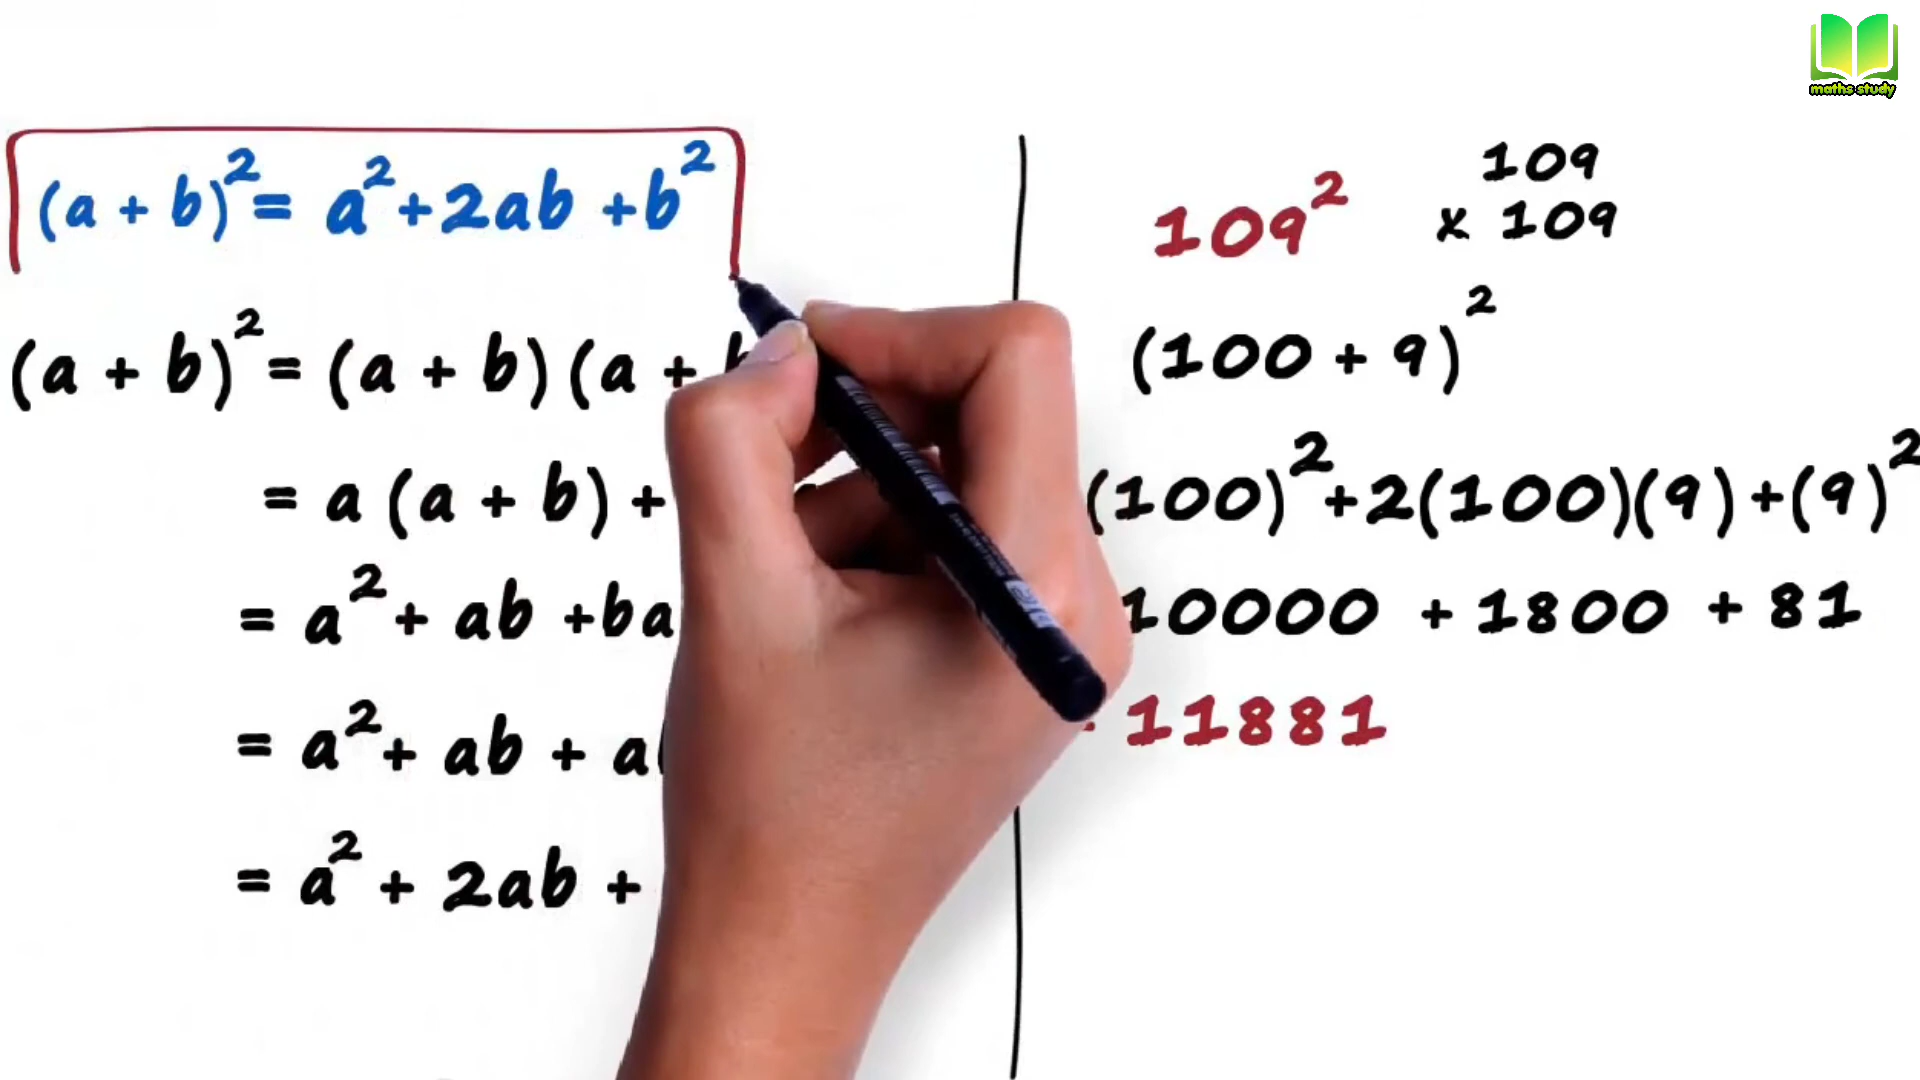 maths study
(a + b)² = a² + 2ab + b²
(a + b)² = (a + b) (a +
= a (a + b) +
= a² + ab + ba
= a² + ab + a
= a² + 2ab +
109²
109
x 109
(100 + 9)²
(100)² + 2(100)(9) + (9)²
10000 + 1800 + 81
11881